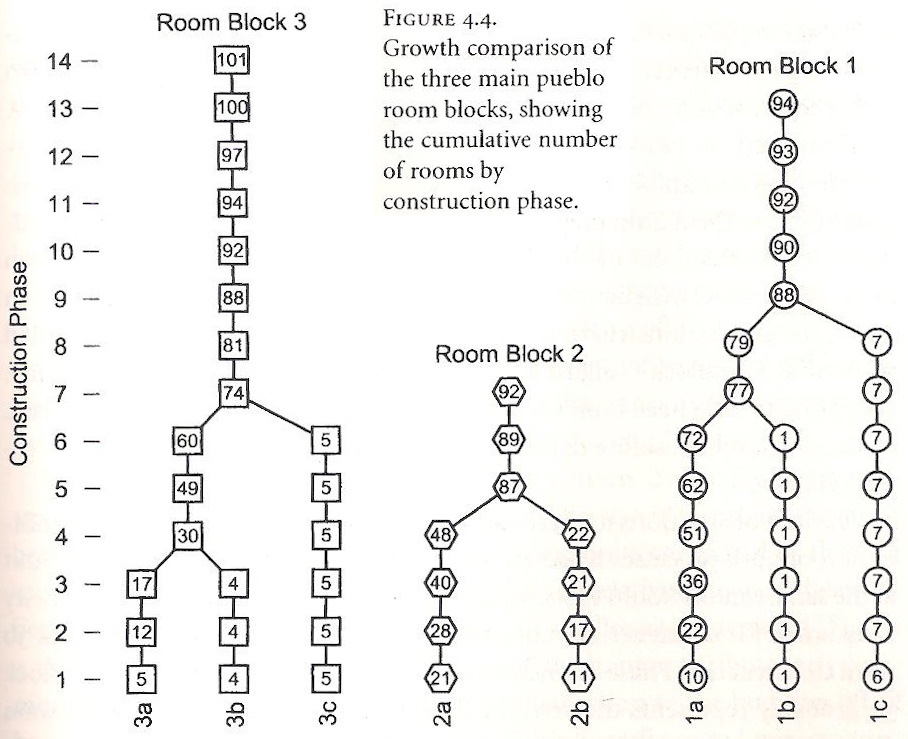 Room Block 3
FIGURE 4.4.
Growth comparison of
the three main pueblo
room blocks, showing
the cumulative number
of rooms by
construction phase.
Room Block 1
Room Block 2
Construction Phase
14 — 101
13 — 100 94
12 — 97 93
11 — 94 92
10 — 92 90
9 — 88 88
8 — 81 79 7
7 — 74 92 77 7
6 — 60 5 89 72 1 7
5 — 49 5 87 62 1 7
4 — 30 5 48 22 51 1 7
3 — 17 4 5 40 21 36 1 7
2 — 12 4 5 28 17 22 1 7
1 — 5 4 5 21 11 10 1 6
3a 3b 3c 2a 2b 1a 1b 1c